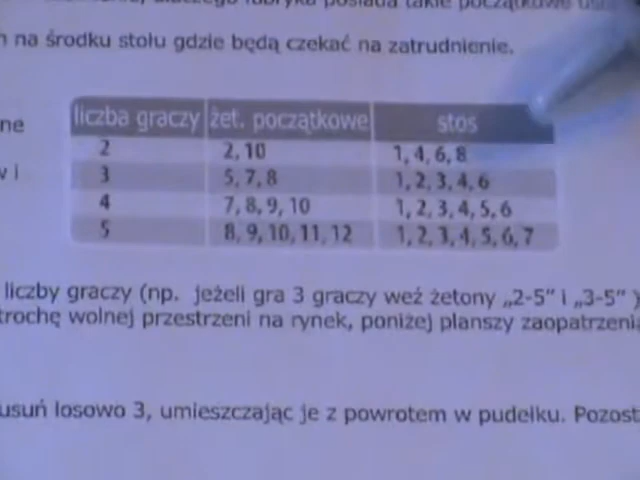 na środku stołu gdzie będą czekać na zatrudnienie.
ne
liczba graczy żet. początkowe stos
2 2, 10 1, 4, 6, 8
i
3 5, 7, 8 1, 2, 3, 4, 6
4 7, 8, 9, 10 1, 2, 3, 4, 5, 6
5 8, 9, 10, 11, 12 1, 2, 3, 4, 5, 6, 7
liczby graczy (np. jeżeli gra 3 graczy weź żetony „2-5" i „3-5" )
trochę wolnej przestrzeni na rynek, poniżej planszy zaopatrzenia
usuń losowo 3, umieszczając je z powrotem w pudełku. Pozost